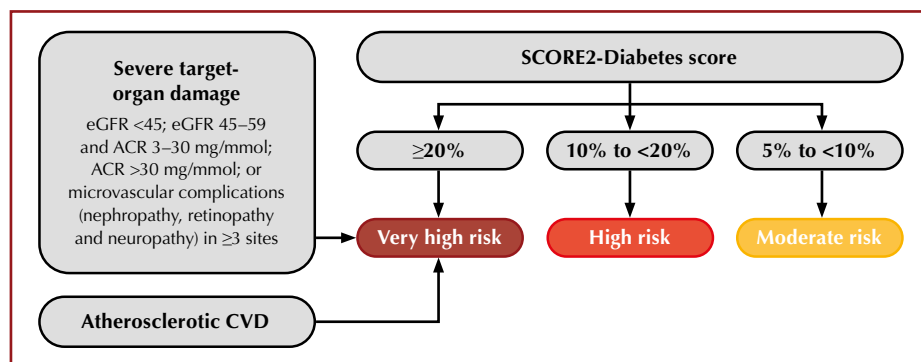 Severe target-
organ damage
eGFR <45; eGFR 45–59
and ACR 3–30 mg/mmol;
ACR >30 mg/mmol; or
microvascular complications
(nephropathy, retinopathy
and neuropathy) in ≥3 sites
Atherosclerotic CVD
SCORE2-Diabetes score
≥20%
10% to <20%
5% to <10%
Very high risk
High risk
Moderate risk